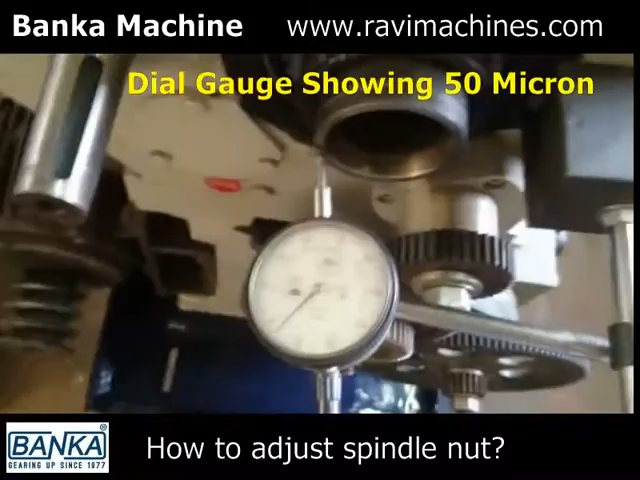 Banka Machine
www.ravimachines.com
Dial Gauge Showing 50 Micron
BANKA®
GEARING UP SINCE 1977
How to adjust spindle nut?